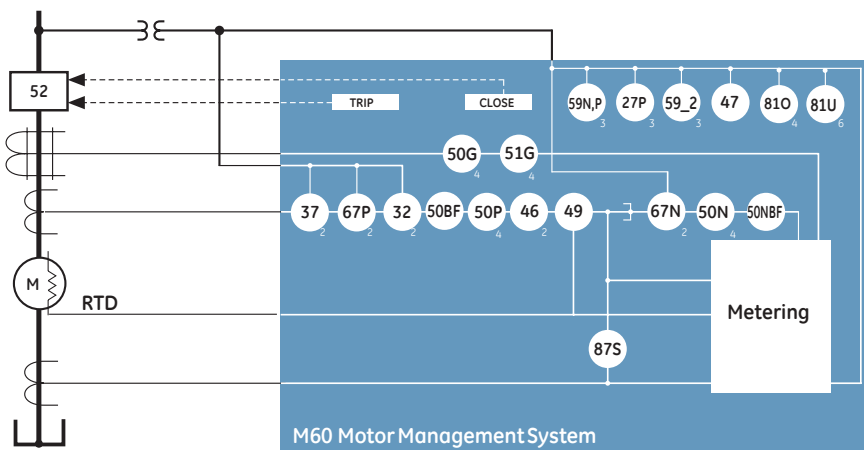 52
TRIP
CLOSE
59N,P
3
27P
3
59_2
3
47
81O
4
81U
6
50G
4
51G
4
37
2
67P
2
32
2
50BF
50P
4
46
2
49
67N
2
50N
4
50NBF
M
RTD
Metering
87S
M60 Motor Management System